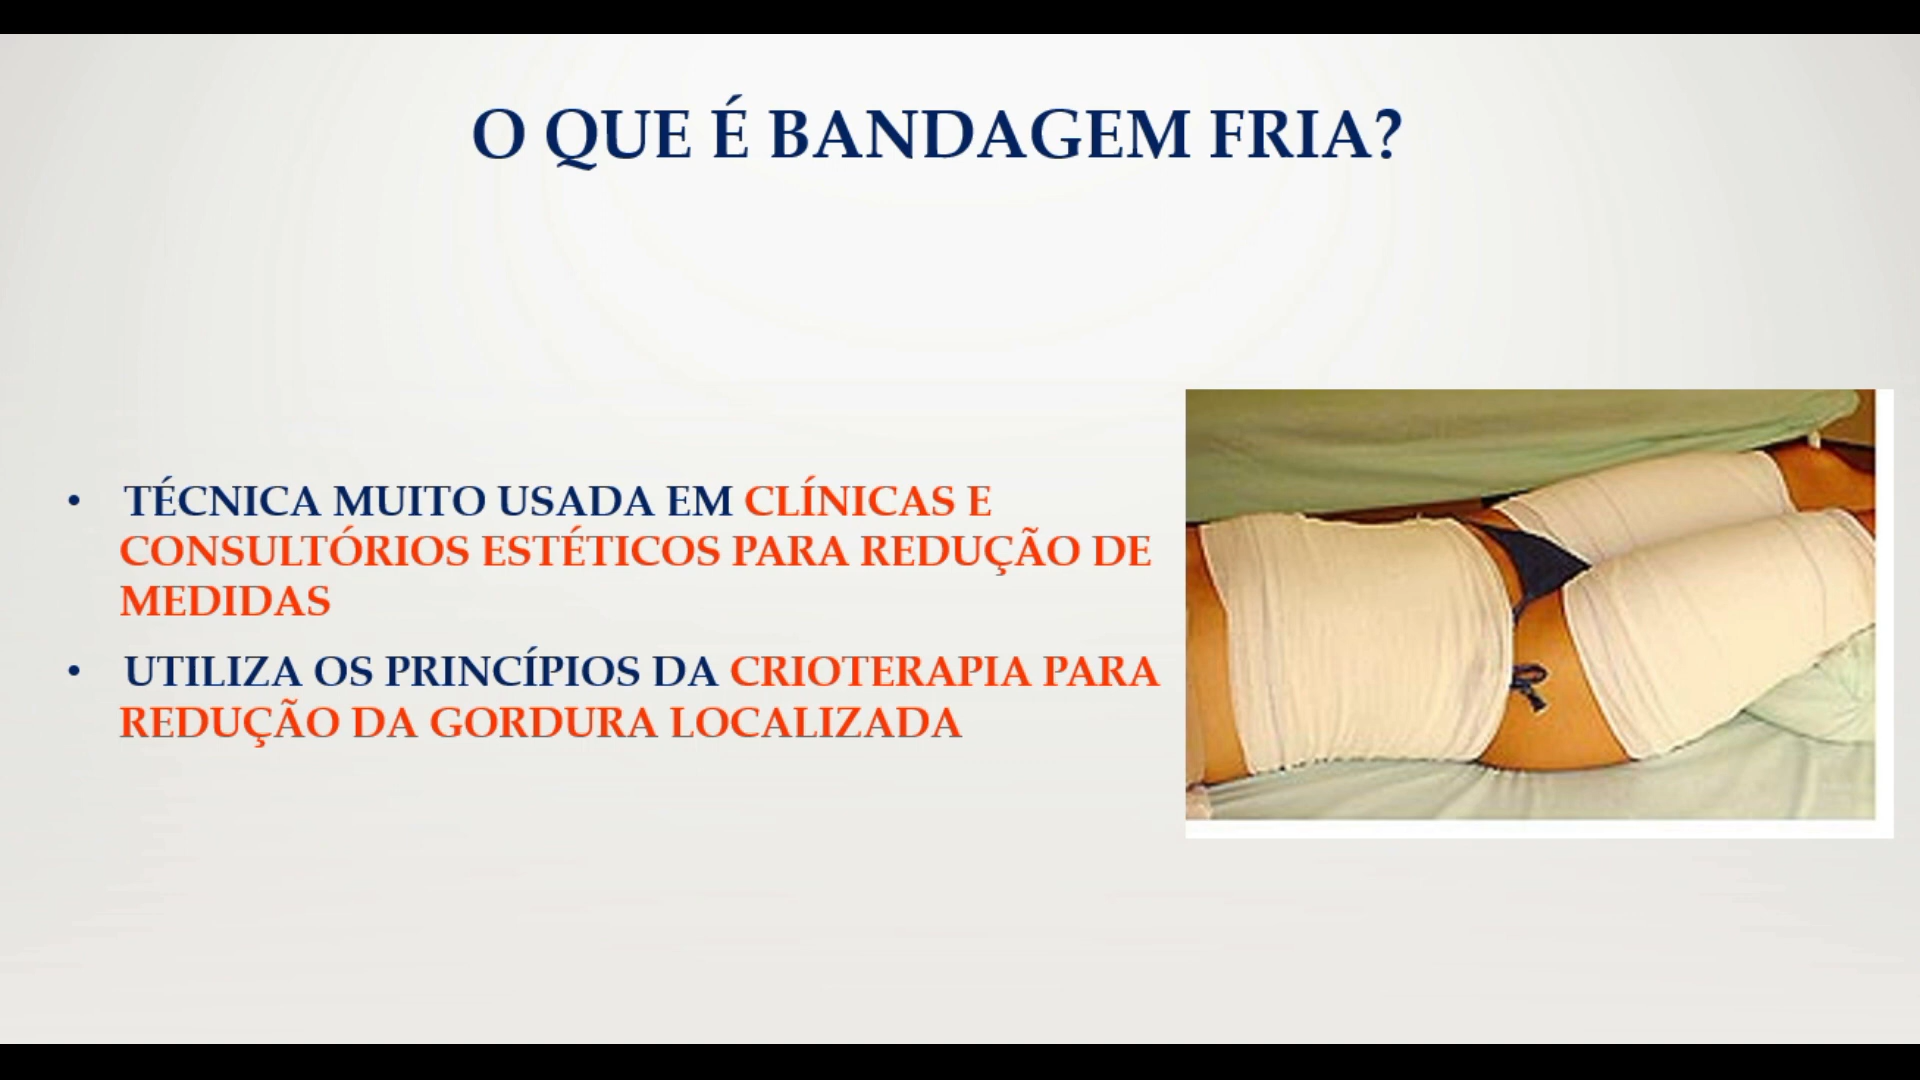 O QUE É BANDAGEM FRIA?
• TÉCNICA MUITO USADA EM CLÍNICAS E
CONSULTÓRIOS ESTÉTICOS PARA REDUÇÃO DE
MEDIDAS
• UTILIZA OS PRINCÍPIOS DA CRIOTERAPIA PARA
REDUÇÃO DA GORDURA LOCALIZADA